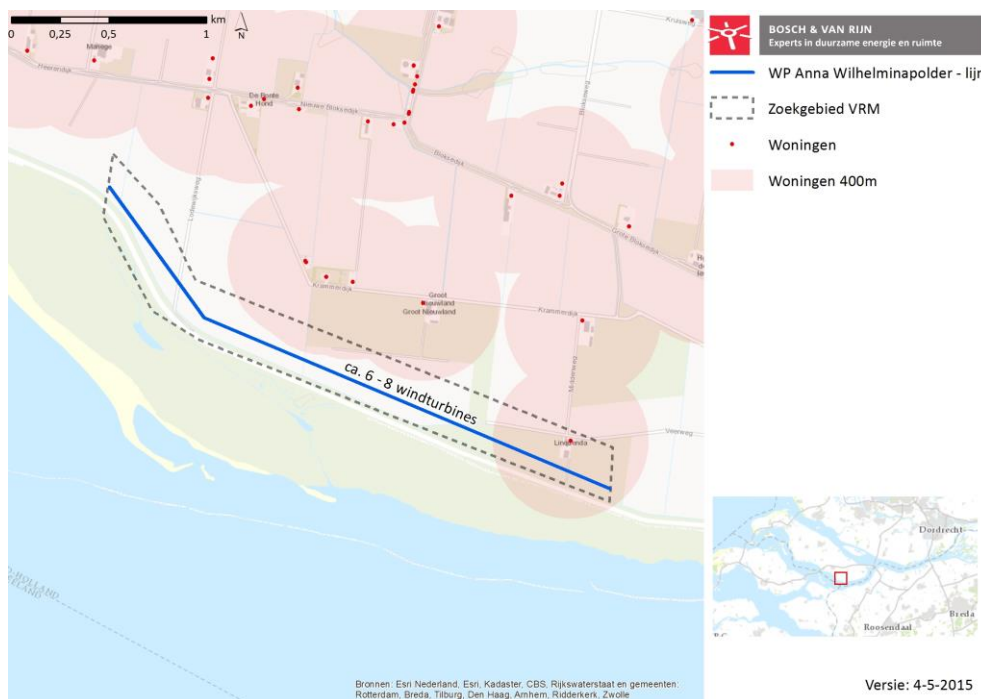 km
0 0,25 0,5 1
N
BOSCH & VAN RIJN
Experts in duurzame energie en ruimte
WP Anna Wilhelminapolder - lijn
Zoekgebied VRM
Woningen
Woningen 400m
De Bonte
Hond
Nieuwe Bloksedijk
Lodewijksweg
Krammerdijk
Groot
Groot Nieuwland
Krammerdijk
Veerweg
ca. 6 - 8 windturbines
Dordrecht
Breda
Roosendaal
Bronnen: Esri Nederland, Esri, Kadaster, CBS, Rijkswaterstaat en gemeenten:
Rotterdam, Breda, Tilburg, Den Haag, Arnhem, Ridderkerk, Zwolle
Versie: 4-5-2015